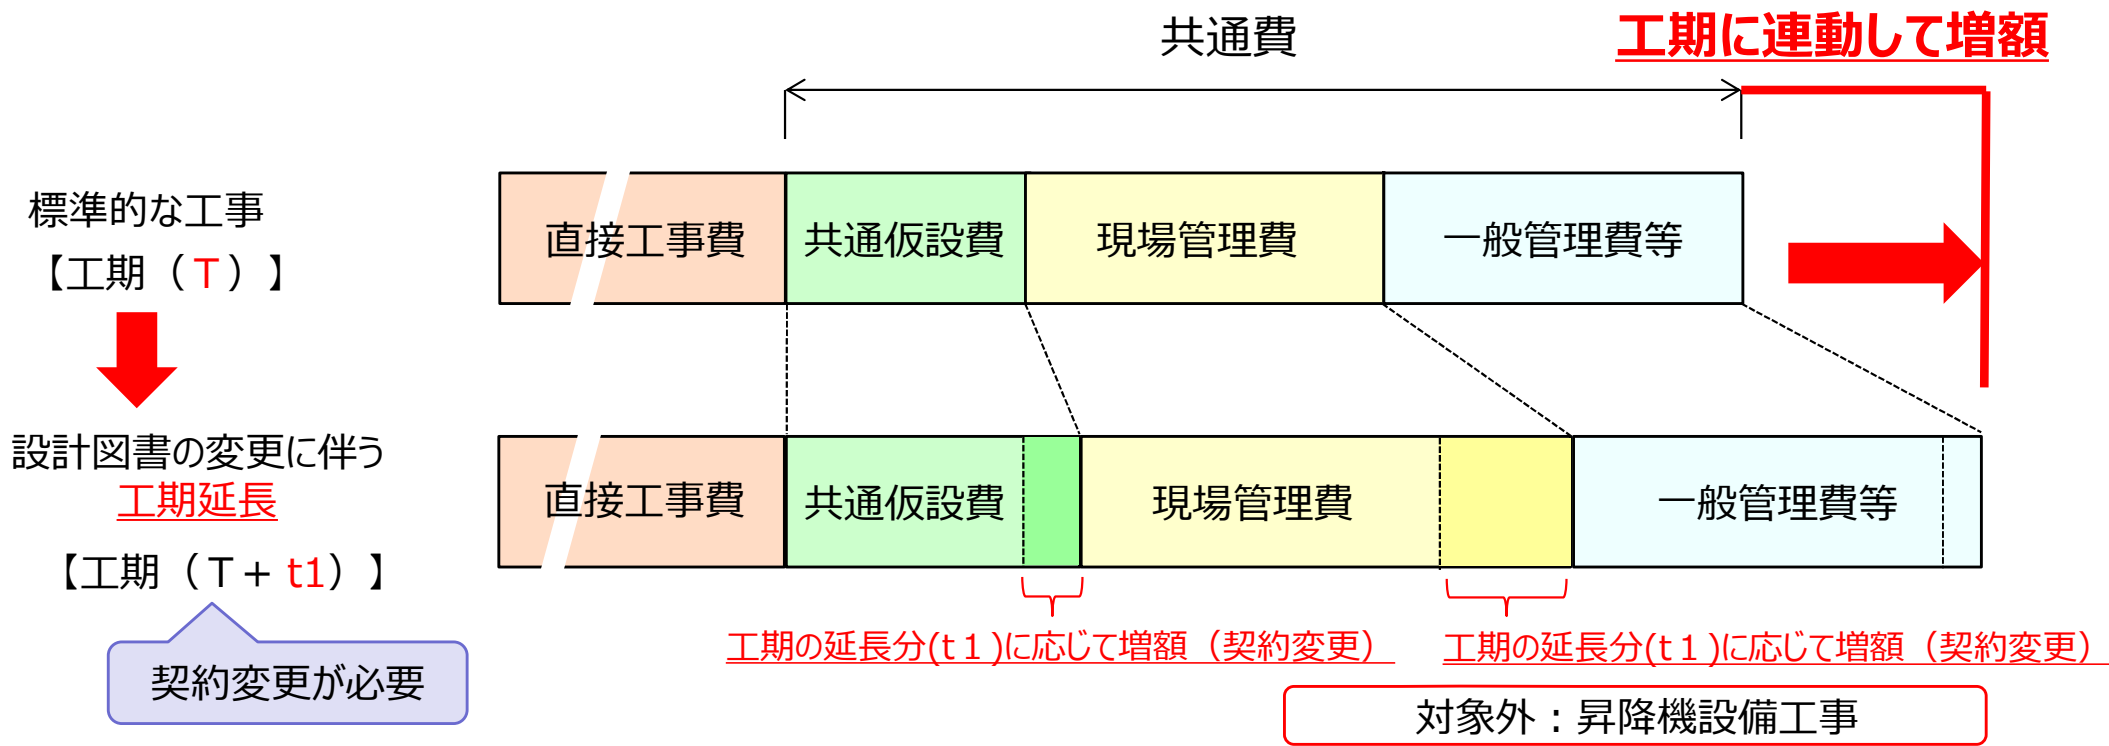 共通費
工期に連動して増額
標準的な工事
【工期（T）】
直接工事費
共通仮設費
現場管理費
一般管理費等
設計図書の変更に伴う
工期延長
【工期（T+ t1）】
直接工事費
共通仮設費
現場管理費
一般管理費等
契約変更が必要
工期の延長分(t１)に応じて増額（契約変更）
工期の延長分(t１)に応じて増額（契約変更）
対象外：昇降機設備工事